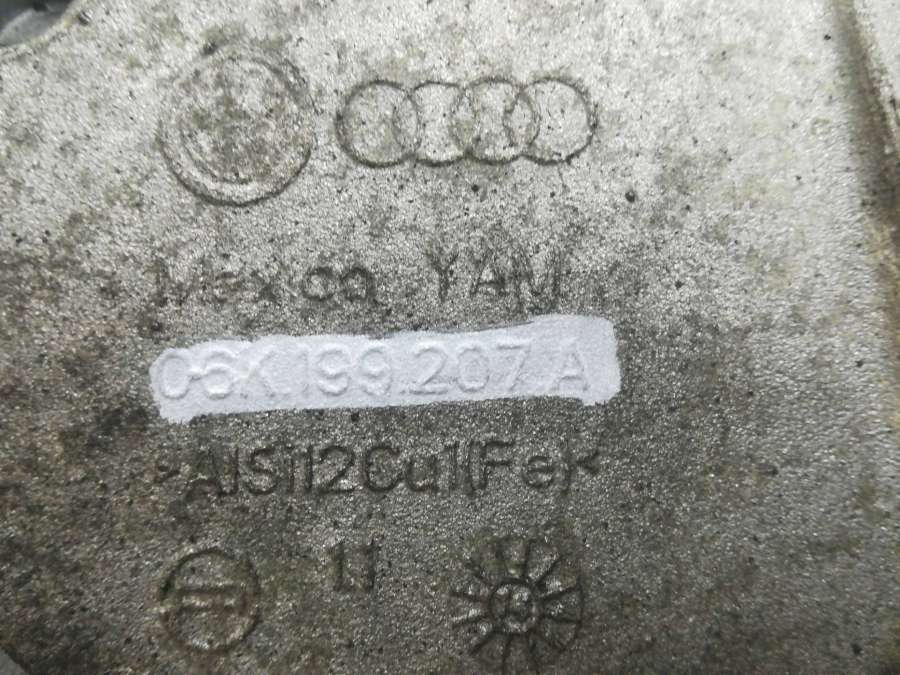 Mexico YAM
06K.199.207.A
>AlSi12Cu1(Fe)<
11